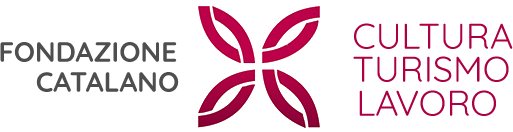 FONDAZIONE
CATALANO
CULTURA
TURISMO
LAVORO